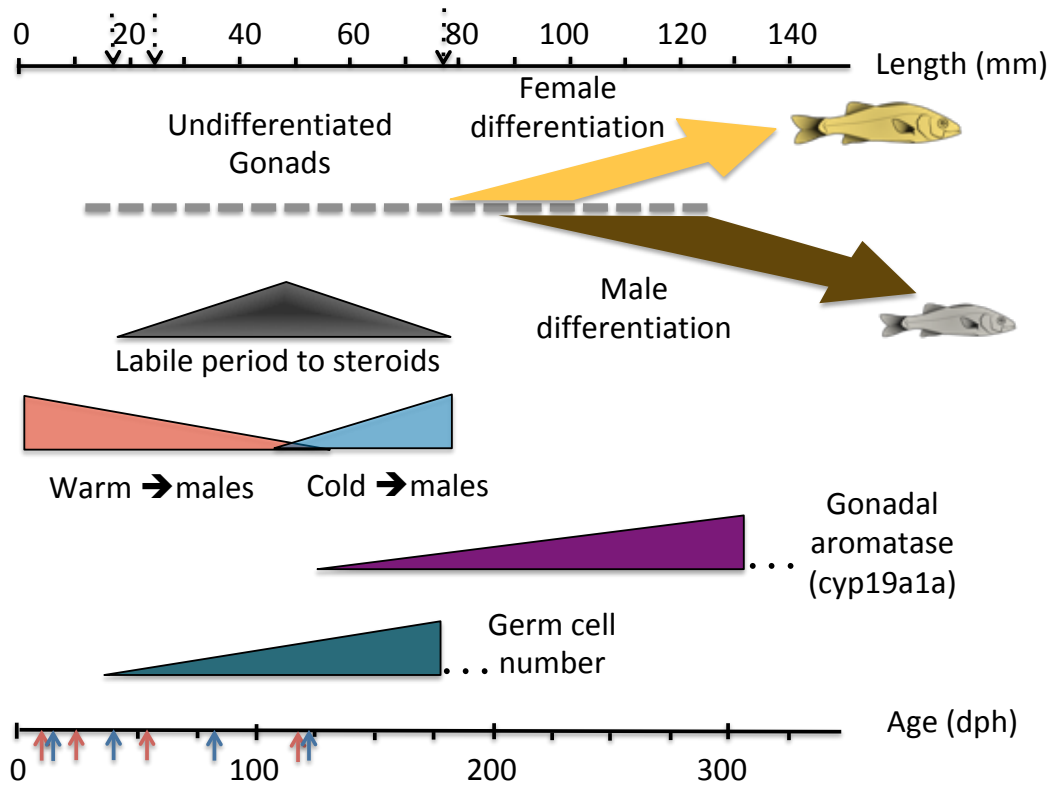 0 20 40 60 80 100 120 140
Length (mm)
Female
differentiation
Undifferentiated
Gonads
Male
differentiation
Labile period to steroids
Warm ➔ males
Cold ➔ males
Gonadal
aromatase
(cyp19a1a)
. . .
Germ cell
number
. . .
Age (dph)
0 100 200 300